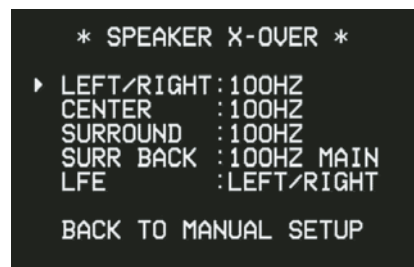 * SPEAKER X-OVER *
LEFT/RIGHT:100HZ
CENTER :100HZ
SURROUND :100HZ
SURR BACK :100HZ MAIN
LFE :LEFT/RIGHT
BACK TO MANUAL SETUP